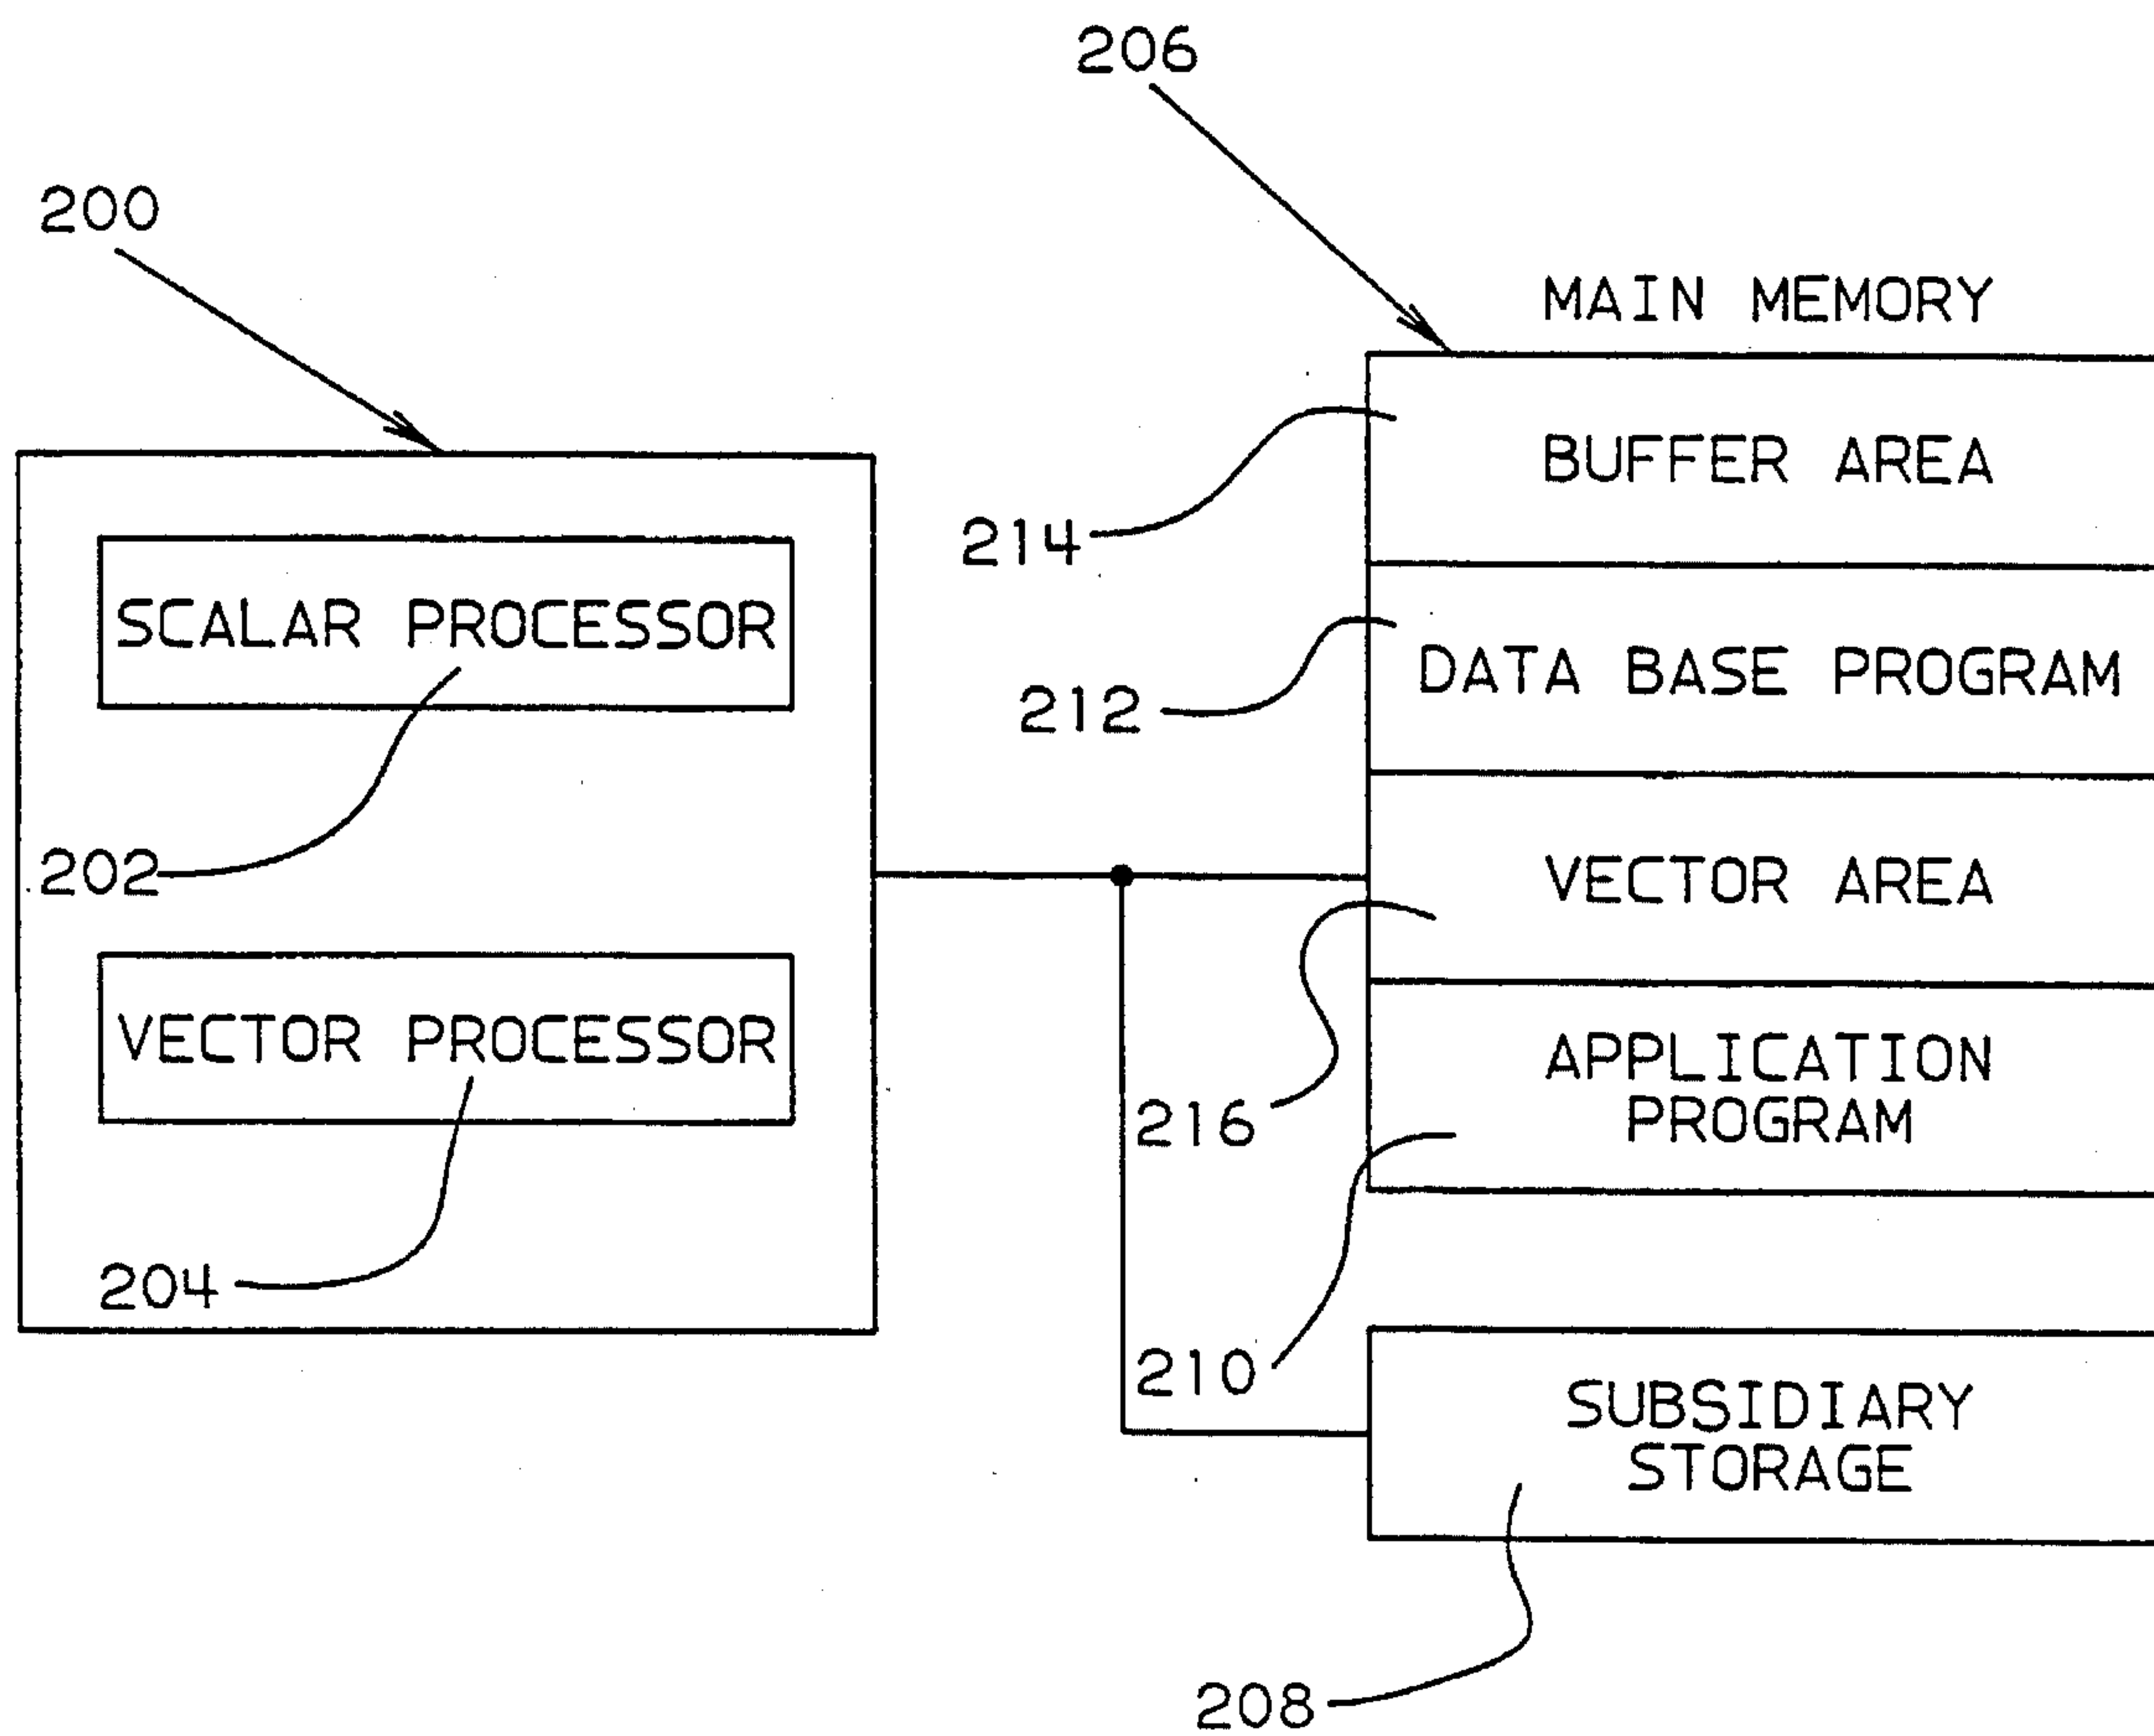 206
200
MAIN MEMORY
BUFFER AREA
214
SCALAR PROCESSOR
DATA BASE PROGRAM
212
202
VECTOR AREA
VECTOR PROCESSOR
APPLICATION
PROGRAM
216
204
210
SUBSIDIARY
STORAGE
208